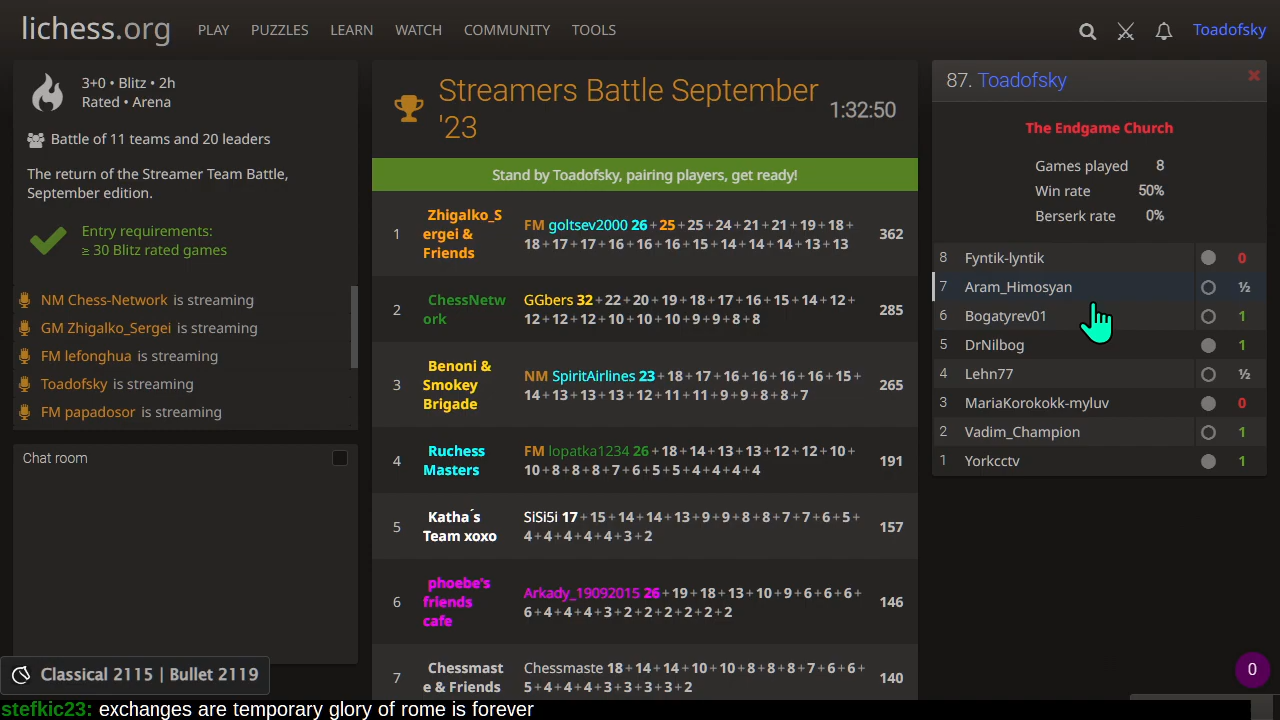 lichess.org PLAY PUZZLES LEARN WATCH COMMUNITY TOOLS Toadofsky
3+0 • Blitz • 2h
Rated • Arena
Battle of 11 teams and 20 leaders
The return of the Streamer Team Battle,
September edition.
Entry requirements:
≥ 30 Blitz rated games
NM Chess-Network is streaming
GM Zhigalko_Sergei is streaming
FM lefonghua is streaming
Toadofsky is streaming
FM papadosor is streaming
Chat room
Streamers Battle September
'23
1:32:50
Stand by Toadofsky, pairing players, get ready!
1 Zhigalko_S
ergei &
Friends
FM goltsev2000 26+25+25+24+21+21+19+18+
18+17+17+16+16+16+15+14+14+14+13+13
362
2 ChessNetw
ork
GGbers 32+22+20+19+18+17+16+15+14+12+
12+12+12+10+10+10+9+9+8+8
285
3 Benoni &
Smokey
Brigade
NM SpiritAirlines 23+18+17+16+16+16+16+15+
14+13+13+13+12+11+11+9+9+8+8+7
265
4 Ruchess
Masters
FM lopatka1234 26+18+14+13+13+12+12+10+
10+8+8+8+7+6+5+5+4+4+4+4
191
5 Katha´s
Team xoxo
SiSi5i 17+15+14+14+13+9+9+8+8+7+7+6+5+
4+4+4+4+4+3+2
157
6 phoebe's
friends
cafe
Arkady_19092015 26+19+18+13+10+9+6+6+6+
6+4+4+4+3+2+2+2+2+2+2
146
7 Chessmast
e & Friends
Chessmaste 18+14+14+10+10+8+8+8+7+6+6+
5+4+4+4+3+3+3+3+2
140
87. Toadofsky
The Endgame Church
Games played 8
Win rate 50%
Berserk rate 0%
8 Fyntik-lyntik 0
7 Aram_Himosyan ½
6 Bogatyrev01 1
5 DrNilbog 1
4 Lehn77 ½
3 MariaKorokokk-myluv 0
2 Vadim_Champion 1
1 Yorkcctv 1
0
Classical 2115 | Bullet 2119
stefkic23: exchanges are temporary glory of rome is forever